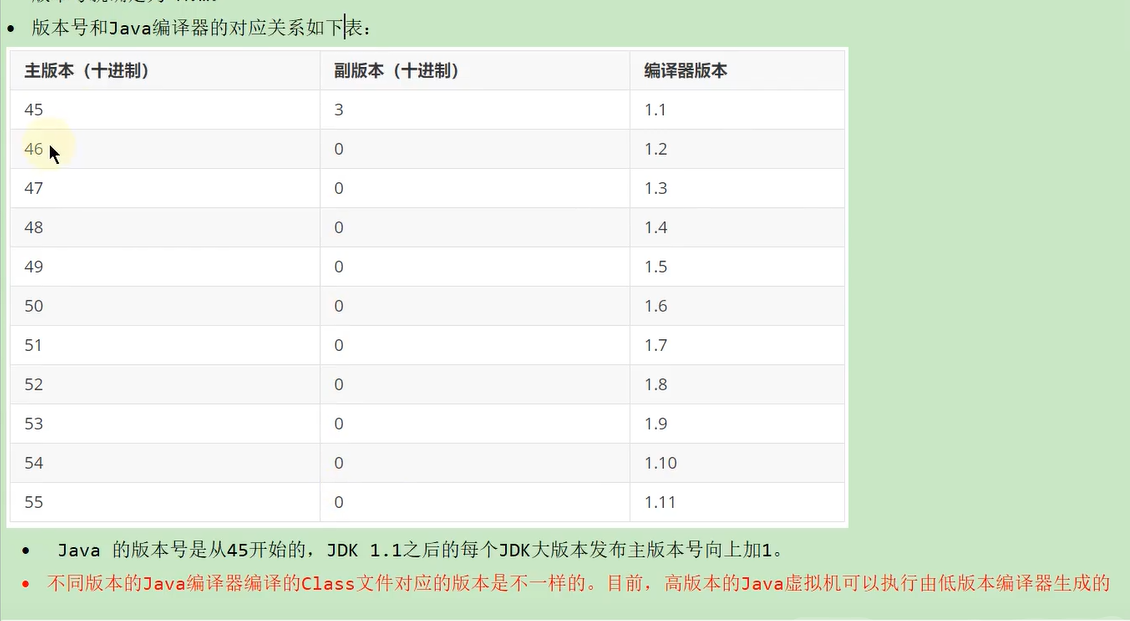 • 版本号和Java编译器的对应关系如下表：
主版本（十进制） 副版本（十进制） 编译器版本
45 3 1.1
46 0 1.2
47 0 1.3
48 0 1.4
49 0 1.5
50 0 1.6
51 0 1.7
52 0 1.8
53 0 1.9
54 0 1.10
55 0 1.11
• Java 的版本号是从45开始的，JDK 1.1之后的每个JDK大版本发布主版本号向上加1。
• 不同版本的Java编译器编译的Class文件对应的版本是不一样的。目前，高版本的Java虚拟机可以执行由低版本编译器生成的